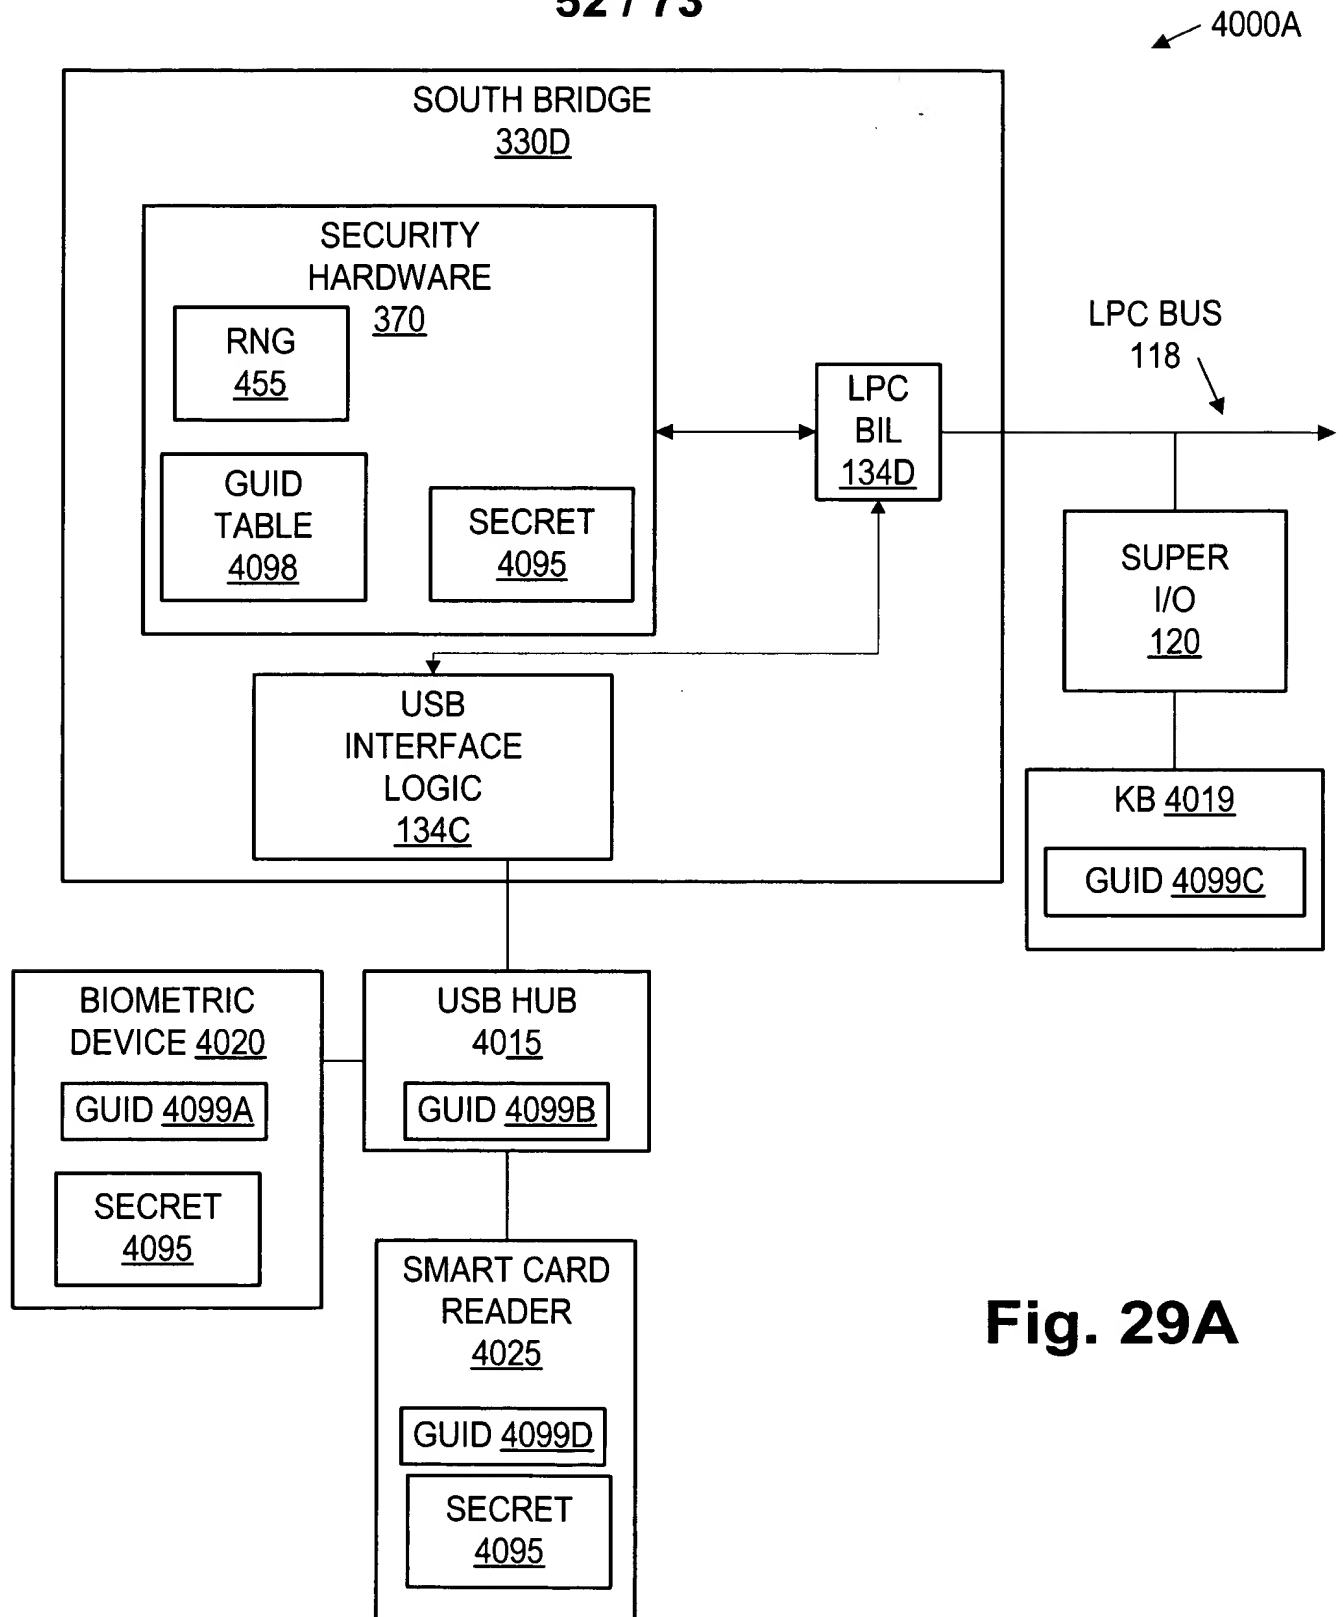 52 / 73
4000A
SOUTH BRIDGE
330D
SECURITY
HARDWARE
370
RNG
455
GUID
TABLE
4098
SECRET
4095
LPC
BIL
134D
LPC BUS
118
SUPER
I/O
120
USB
INTERFACE
LOGIC
134C
KB 4019
GUID 4099C
BIOMETRIC
DEVICE 4020
GUID 4099A
SECRET
4095
USB HUB
4015
GUID 4099B
SMART CARD
READER
4025
GUID 4099D
SECRET
4095
Fig. 29A